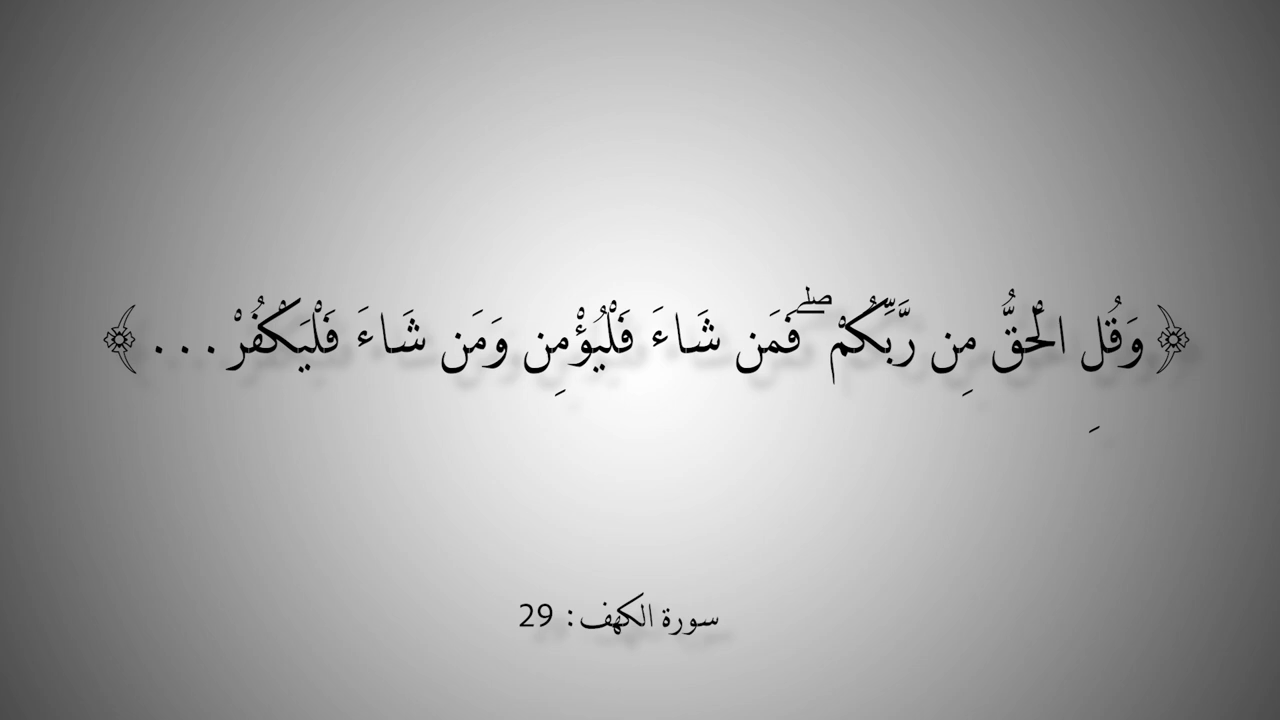 ﴿ وَقُلِ الْحَقُّ مِن رَّبِّكُمْ ۖ فَمَن شَاءَ فَلْيُؤْمِن وَمَن شَاءَ فَلْيَكْفُرْ... ﴾
سورة الكهف: 29